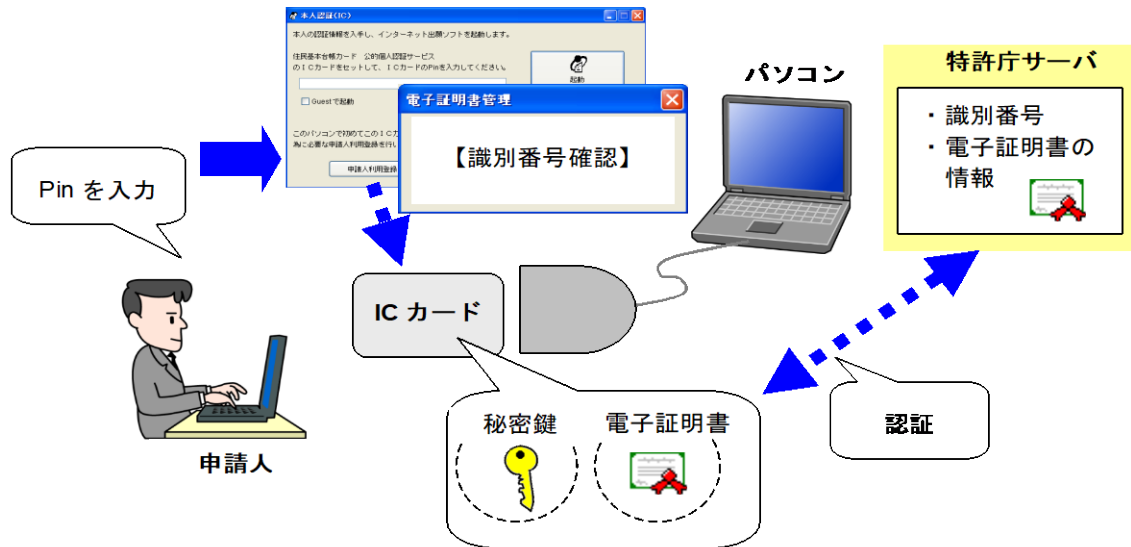 本人認証(IC)
本人の認証情報を入手し、インターネット出願ソフトを起動します。
住民基本台帳カード 公的個人認証サービス
のICカードをセットして、ICカードのPinを入力してください。
起動
Guestで起動
このパソコンで初めてこのICカ
為に必要な申請人利用登録を行い
申請人利用登録
電子証明書管理
【識別番号確認】
パソコン
特許庁サーバ
・識別番号
・電子証明書の
情報
Pin を入力
IC カード
申請人
秘密鍵
電子証明書
認証